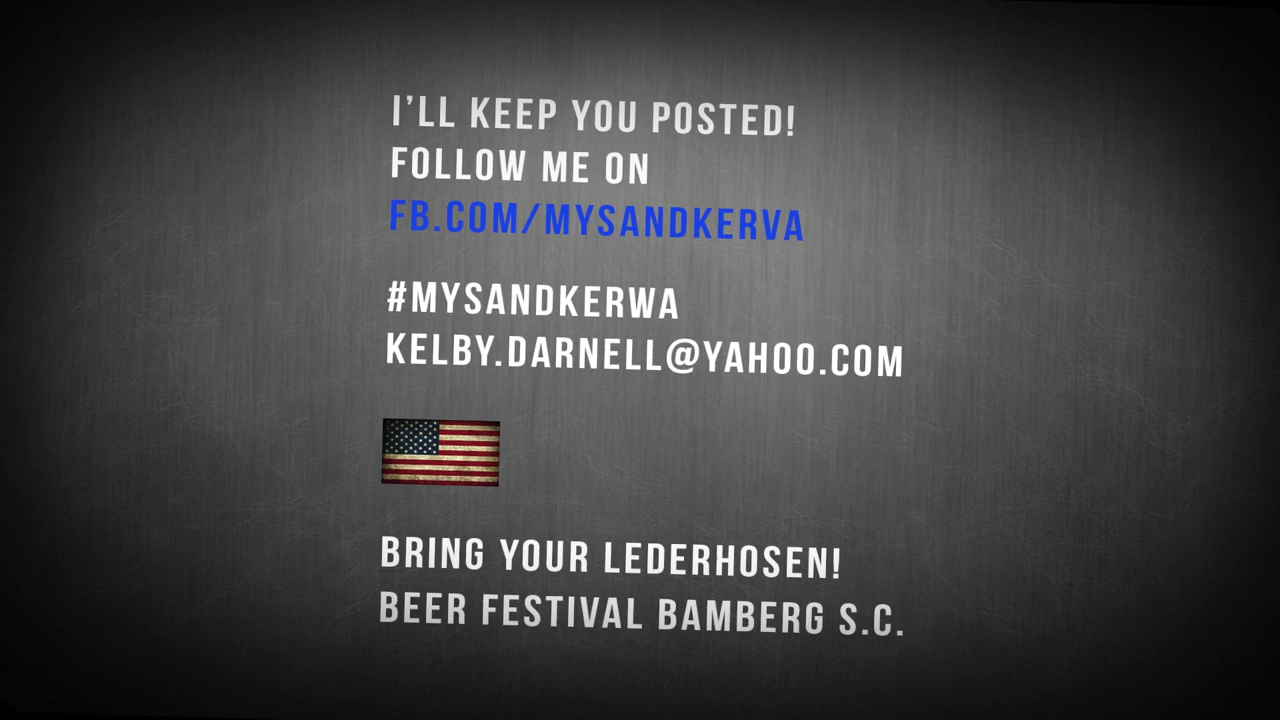 I'LL KEEP YOU POSTED!
FOLLOW ME ON
FB.COM/MYSANDKERVA
#MYSANDKERWA
KELBY.DARNELL@YAHOO.COM
BRING YOUR LEDERHOSEN!
BEER FESTIVAL BAMBERG S.C.